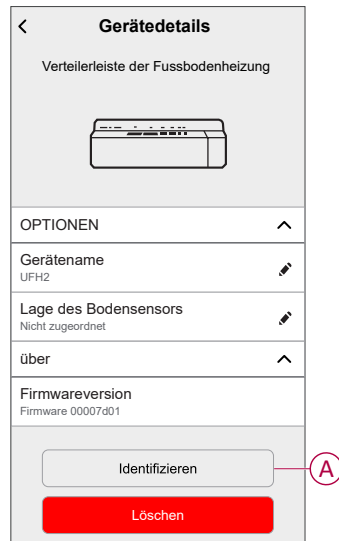 Gerätedetails
Verteilerleiste der Fussbodenheizung
OPTIONEN
Gerätename
UFH2
Lage des Bodensensors
Nicht zugeordnet
über
Firmwareversion
Firmware 00007d01
Identifizieren
A
Löschen